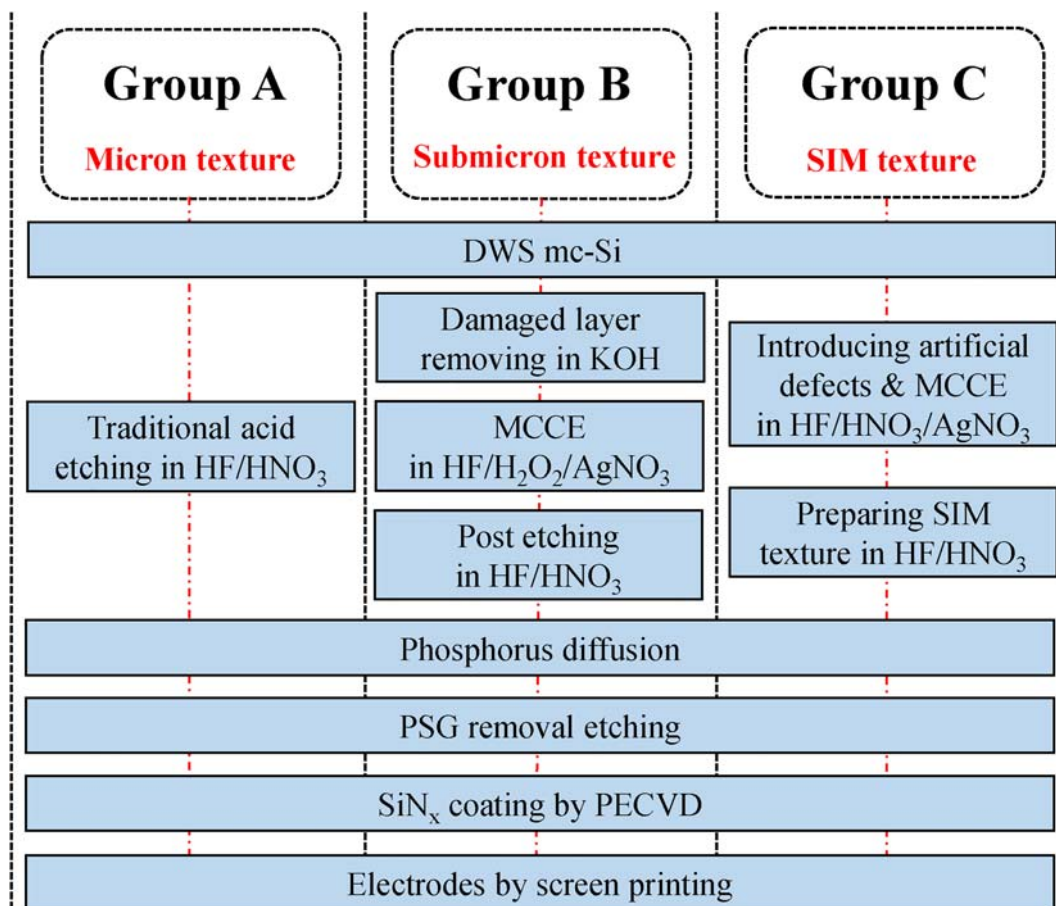 Group A
Micron texture
Group B
Submicron texture
Group C
SIM texture
DWS mc-Si
Traditional acid
etching in HF/HNO₃
Damaged layer
removing in KOH
MCCE
in HF/H₂O₂/AgNO₃
Post etching
in HF/HNO₃
Introducing artificial
defects & MCCE
in HF/HNO₃/AgNO₃
Preparing SIM
texture in HF/HNO₃
Phosphorus diffusion
PSG removal etching
SiNₓ coating by PECVD
Electrodes by screen printing